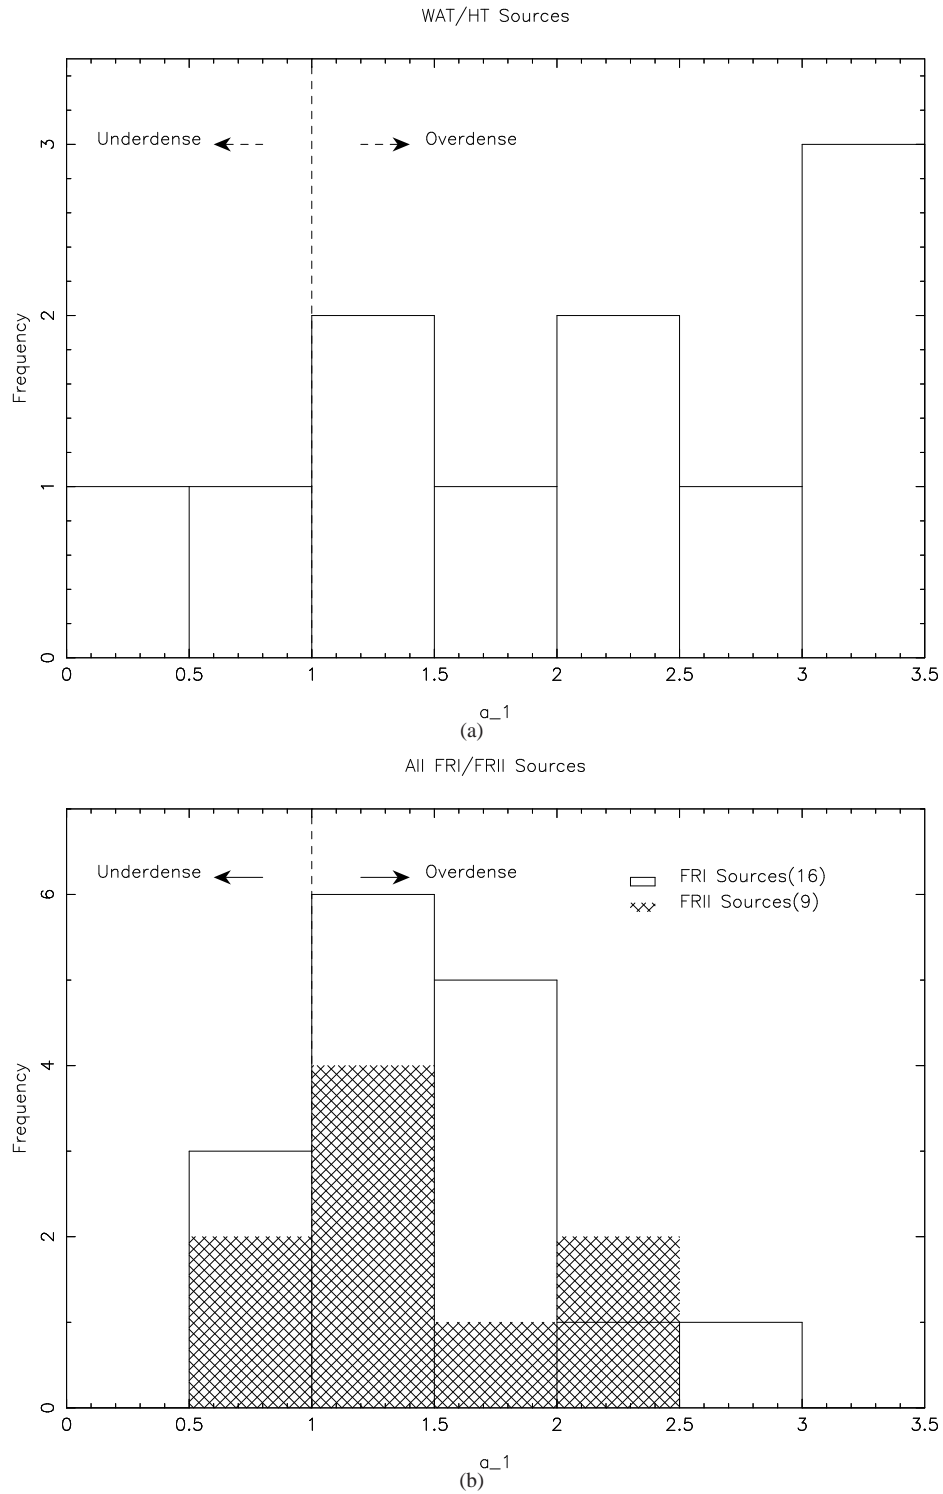 WAT/HT Sources
Underdense
Overdense
3
2
1
0
Frequency
0 0.5 1 1.5 2 2.5 3 3.5
a_1
(a)
All FRI/FRII Sources
Underdense
Overdense
FRI Sources(16)
FRII Sources(9)
6
4
2
0
Frequency
0 0.5 1 1.5 2 2.5 3 3.5
a_1
(b)